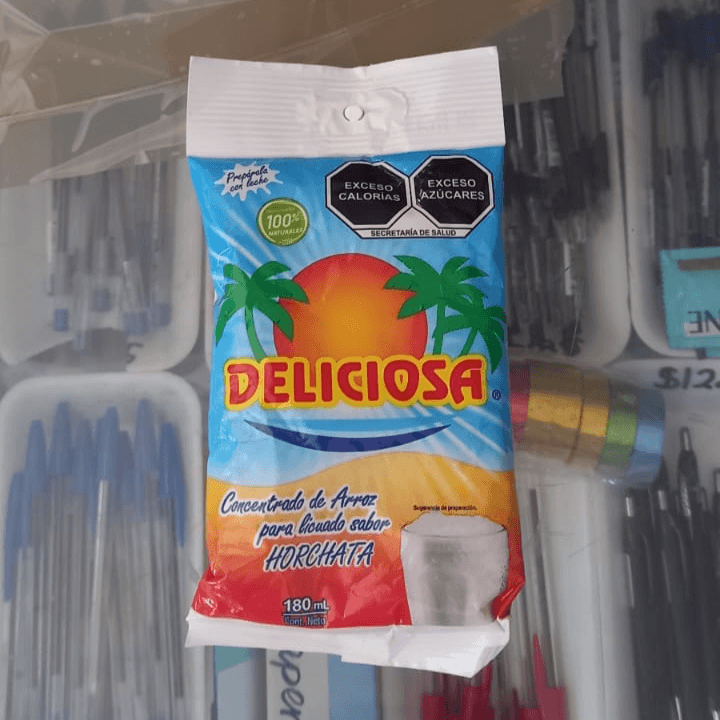 Prepárala
con leche
100%
NATURALES
EXCESO
CALORÍAS
EXCESO
AZÚCARES
SECRETARÍA DE SALUD
DELICIOSA
®
Concentrado de Arroz
para licuado sabor
HORCHATA
Sugerencia de preparación.
180 mL
Cont. Neto
$12